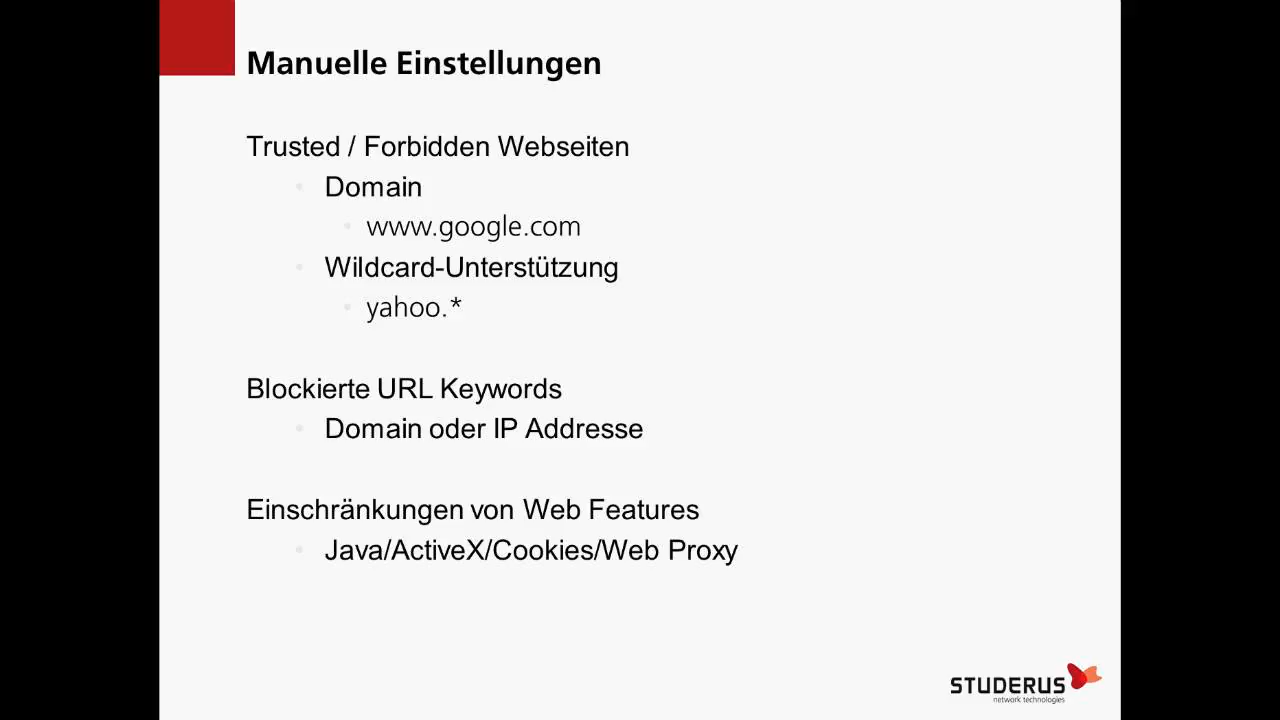 Manuelle Einstellungen
Trusted / Forbidden Webseiten
Domain
www.google.com
Wildcard-Unterstützung
yahoo.*
Blockierte URL Keywords
Domain oder IP Addresse
Einschränkungen von Web Features
Java/ActiveX/Cookies/Web Proxy
STUDERUS
network technologies